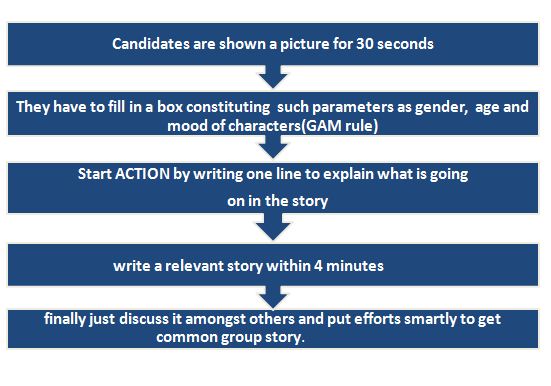 Candidates are shown a picture for 30 seconds
They have to fill in a box constituting such parameters as gender, age and
mood of characters(GAM rule)
Start ACTION by writing one line to explain what is going
on in the story
write a relevant story within 4 minutes
finally just discuss it amongst others and put efforts smartly to get
common group story.